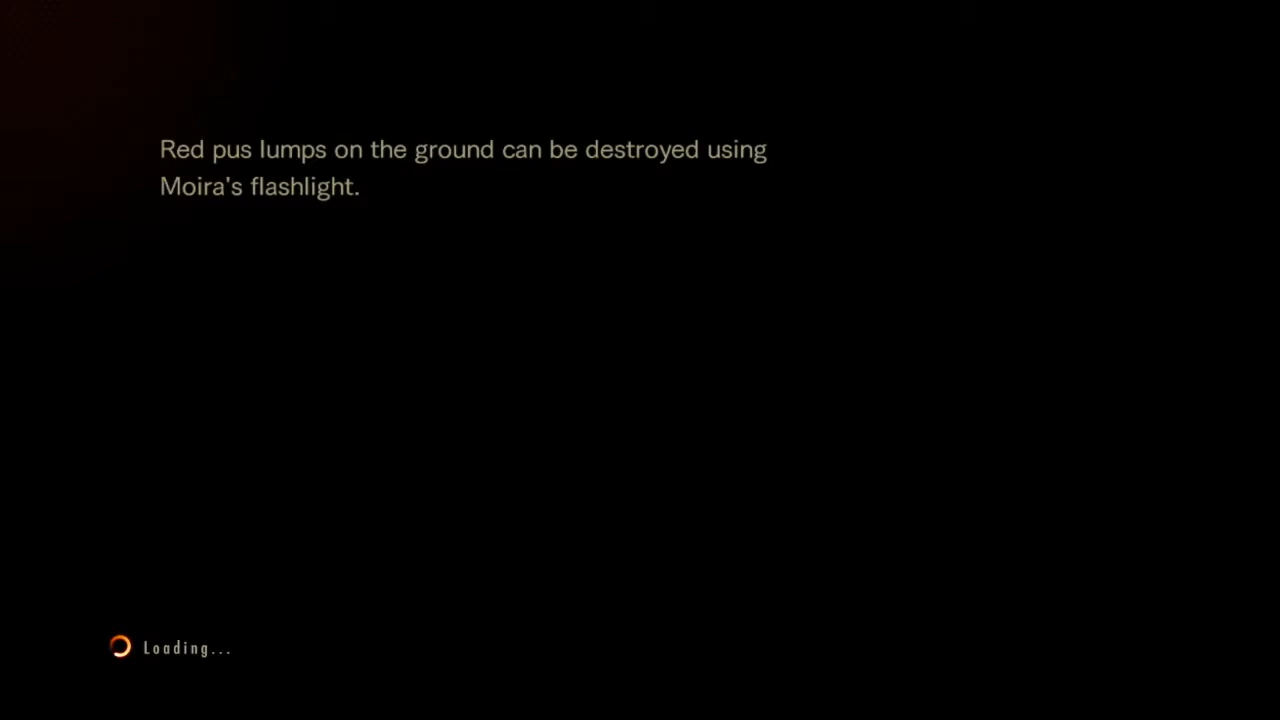 Red pus lumps on the ground can be destroyed using
Moira's flashlight.
Loading...